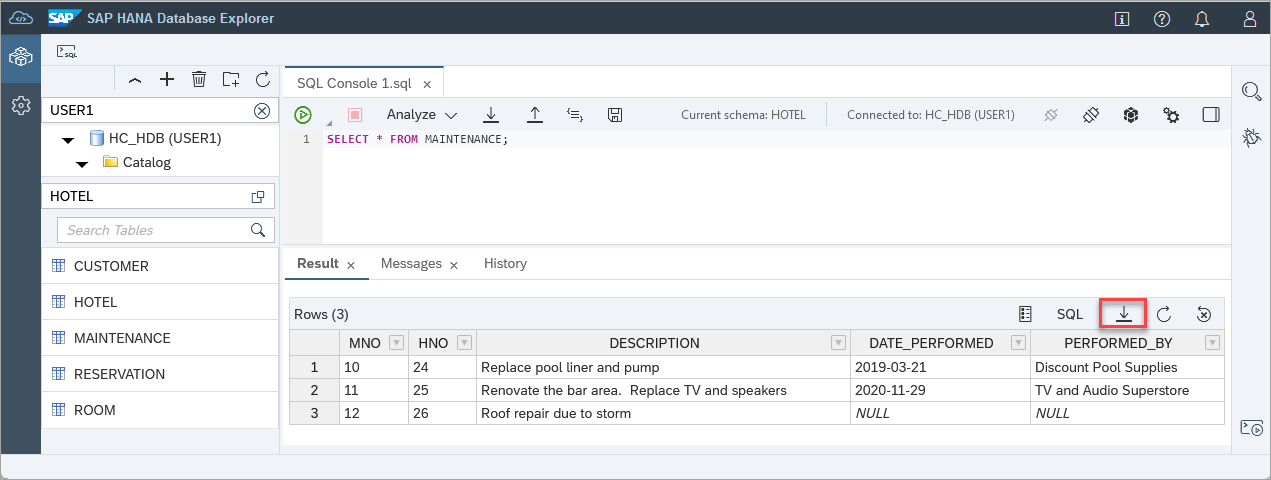 SAP SAP HANA Database Explorer
SQL
SQL Console 1.sql
USER1
Analyze Current schema: HOTEL Connected to: HC_HDB (USER1)
HC_HDB (USER1)
1 SELECT * FROM MAINTENANCE;
Catalog
HOTEL
Search Tables
CUSTOMER
HOTEL
MAINTENANCE
RESERVATION
ROOM
Result Messages History
Rows (3) SQL
MNO HNO DESCRIPTION DATE_PERFORMED PERFORMED_BY
1 10 24 Replace pool liner and pump 2019-03-21 Discount Pool Supplies
2 11 25 Renovate the bar area.  Replace TV and speakers 2020-11-29 TV and Audio Superstore
3 12 26 Roof repair due to storm NULL NULL